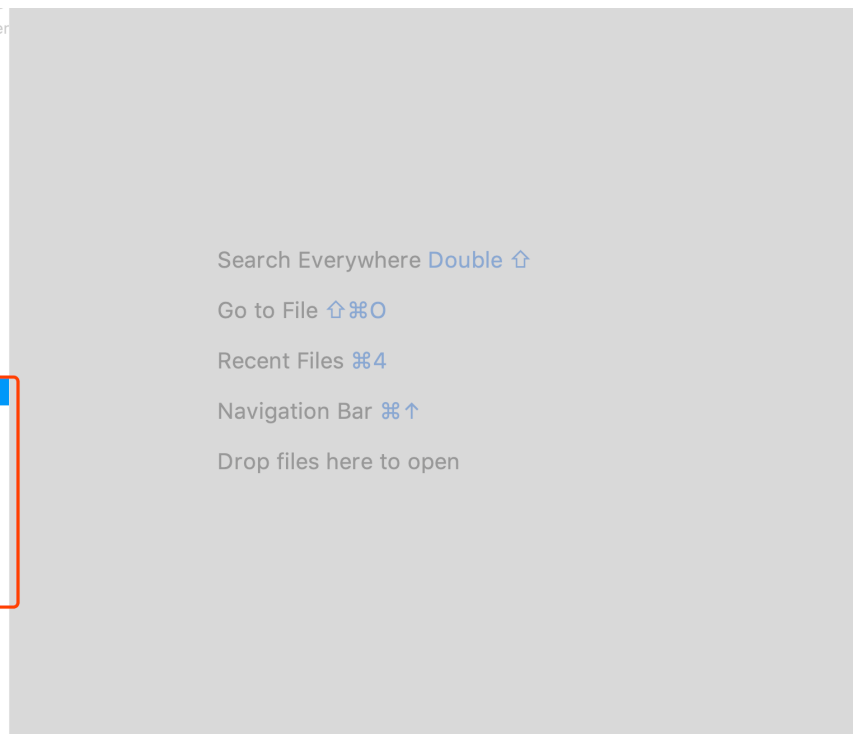 Search Everywhere Double ⇧
Go to File ⇧⌘O
Recent Files ⌘4
Navigation Bar ⌘↑
Drop files here to open